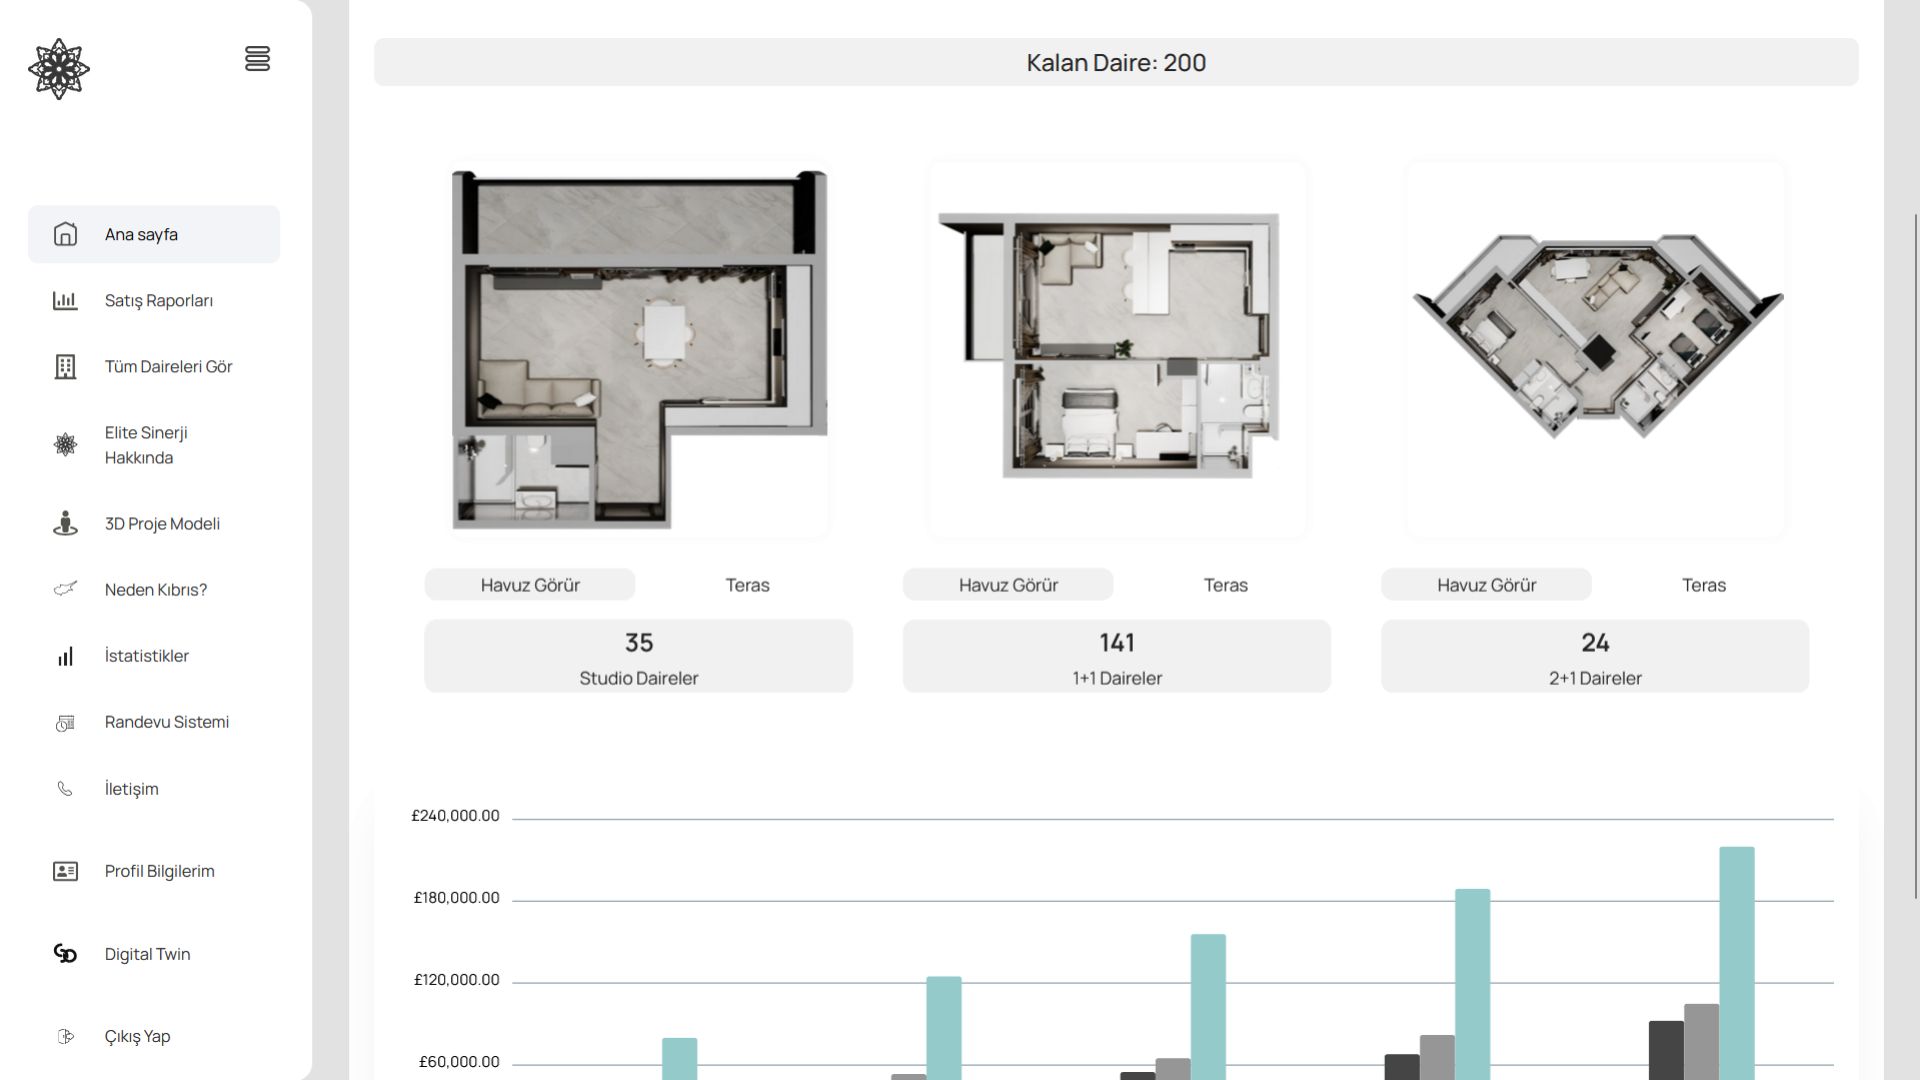 Ana sayfa
Satış Raporları
Tüm Daireleri Gör
Elite Sinerji
Hakkında
3D Proje Modeli
Neden Kıbrıs?
İstatistikler
Randevu Sistemi
İletişim
Profil Bilgilerim
Digital Twin
Çıkış Yap
Kalan Daire: 200
Havuz Görür Teras
35
Studio Daireler
Havuz Görür Teras
141
1+1 Daireler
Havuz Görür Teras
24
2+1 Daireler
£240,000.00
£180,000.00
£120,000.00
£60,000.00